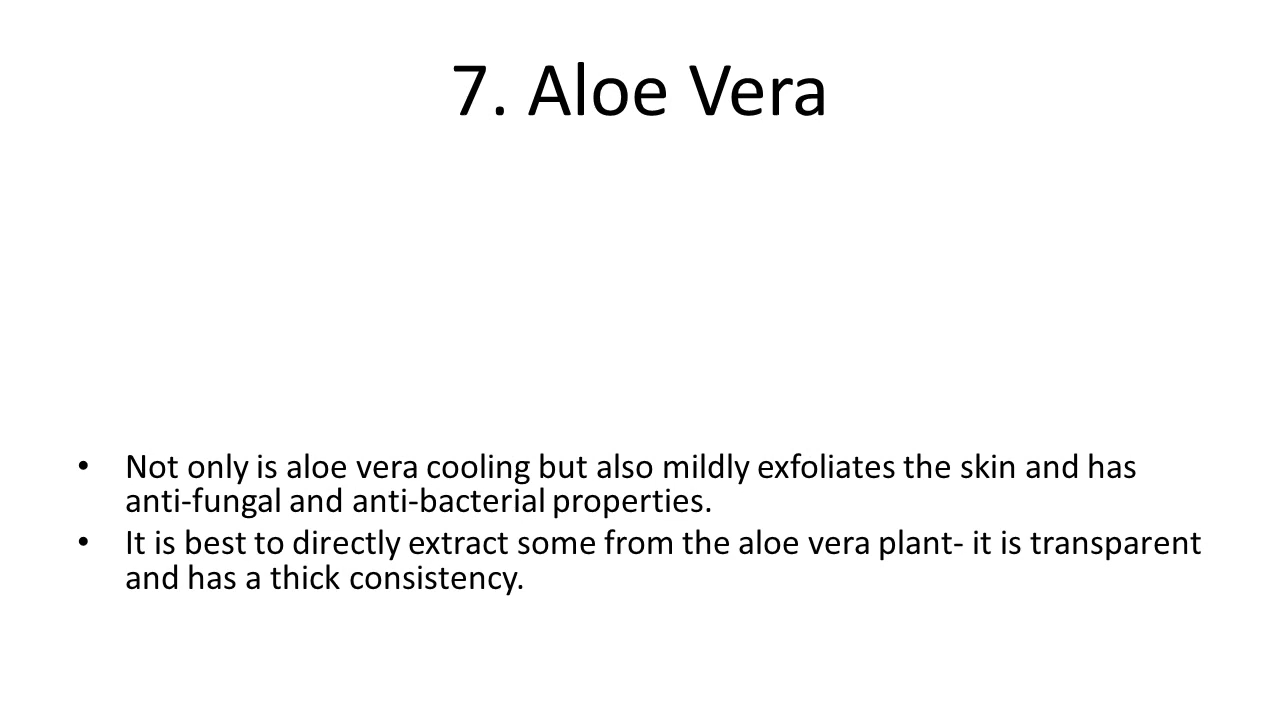 7. Aloe Vera
• Not only is aloe vera cooling but also mildly exfoliates the skin and has
anti-fungal and anti-bacterial properties.
• It is best to directly extract some from the aloe vera plant- it is transparent
and has a thick consistency.